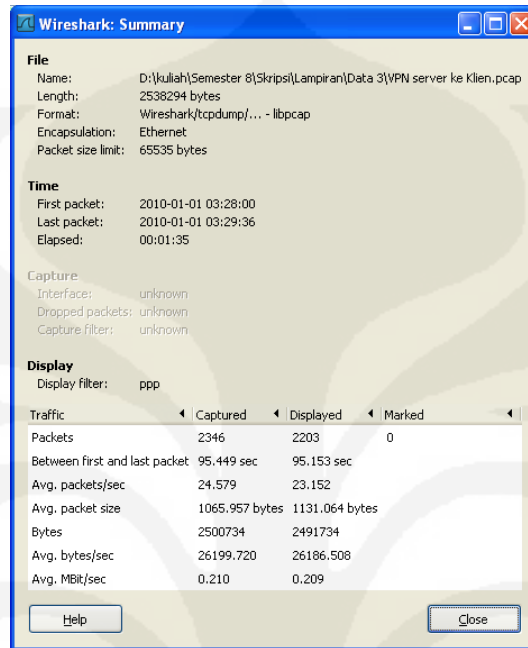 Wireshark: Summary
File
Name: D:\kuliah\Semester 8\Skripsi\Lampiran\Data 3\VPN server ke Klien.pcap
Length: 2538294 bytes
Format: Wireshark/tcpdump/... - libpcap
Encapsulation: Ethernet
Packet size limit: 65535 bytes
Time
First packet: 2010-01-01 03:28:00
Last packet: 2010-01-01 03:29:36
Elapsed: 00:01:35
Capture
Interface: unknown
Dropped packets: unknown
Capture filter: unknown
Display
Display filter: ppp
Traffic Captured Displayed Marked
Packets 2346 2203 0
Between first and last packet 95.449 sec 95.153 sec
Avg. packets/sec 24.579 23.152
Avg. packet size 1065.957 bytes 1131.064 bytes
Bytes 2500734 2491734
Avg. bytes/sec 26199.720 26186.508
Avg. MBit/sec 0.210 0.209
Help Close